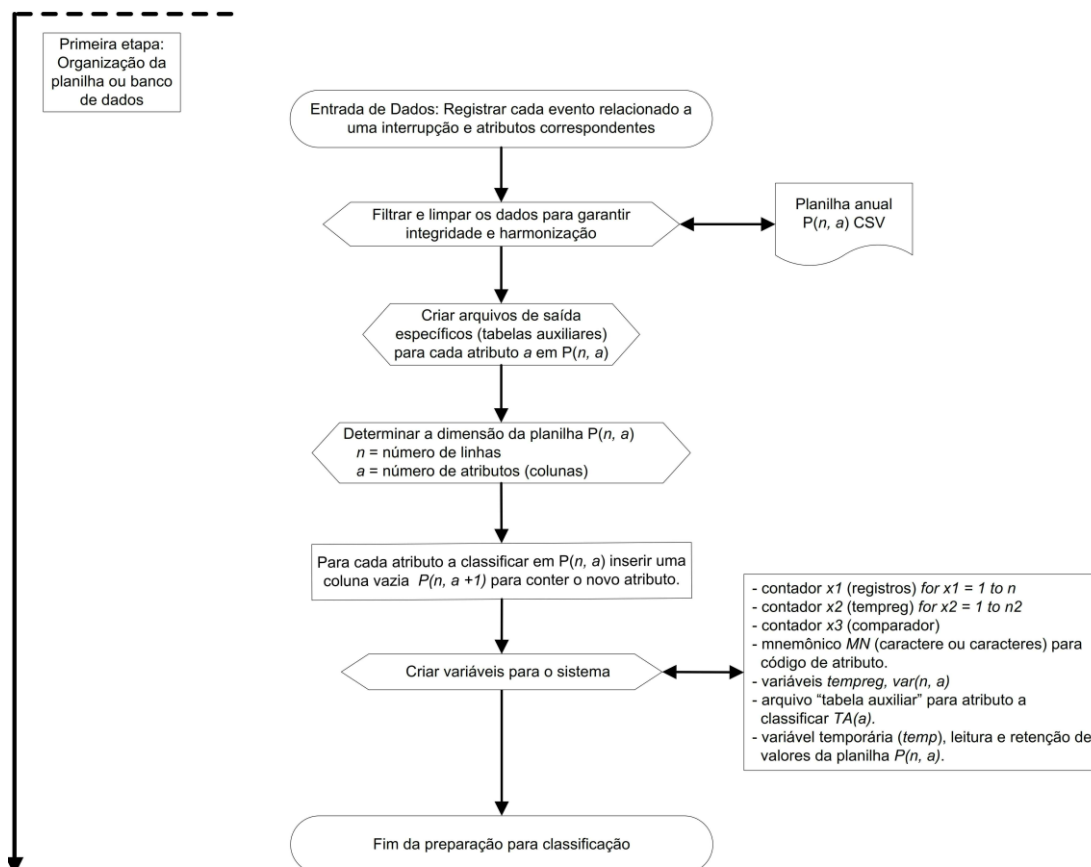 Primeira etapa:
Organização da
planilha ou banco
de dados
Entrada de Dados: Registrar cada evento relacionado a
uma interrupção e atributos correspondentes
Filtrar e limpar os dados para garantir
integridade e harmonização
Planilha anual
P(n, a) CSV
Criar arquivos de saída
específicos (tabelas auxiliares)
para cada atributo a em P(n, a)
Determinar a dimensão da planilha P(n, a)
n = número de linhas
a = número de atributos (colunas)
Para cada atributo a classificar em P(n, a) inserir uma
coluna vazia P(n, a +1) para conter o novo atributo.
Criar variáveis para o sistema
- contador x1 (registros) for x1 = 1 to n
- contador x2 (tempreg) for x2 = 1 to n2
- contador x3 (comparador)
- mnemônico MN (caractere ou caracteres) para
código de atributo.
- variáveis tempreg, var(n, a)
- arquivo “tabela auxiliar” para atributo a
classificar TA(a).
- variável temporária (temp), leitura e retenção de
valores da planilha P(n, a).
Fim da preparação para classificação